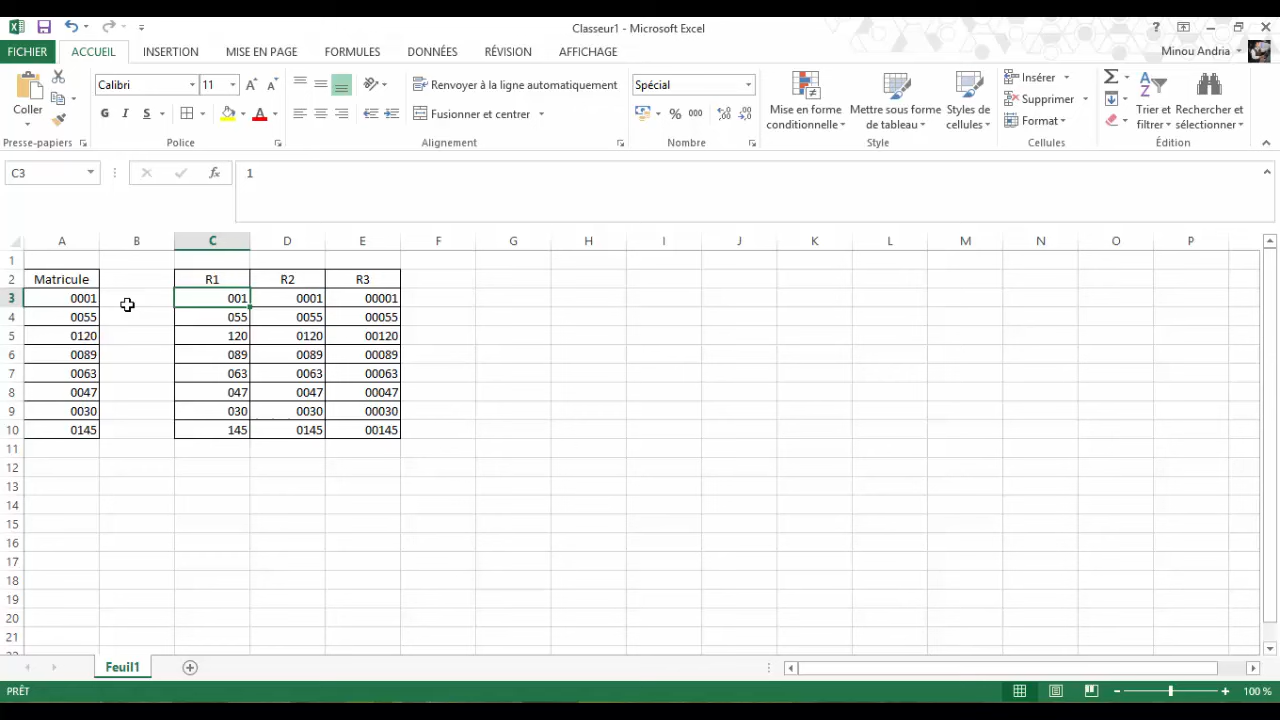 Classeur1 - Microsoft Excel
?
FICHIER ACCUEIL INSERTION MISE EN PAGE FORMULES DONNÉES RÉVISION AFFICHAGE Minou Andria
Coller
Calibri 11
G I S A
Renvoyer à la ligne automatiquement
Fusionner et centrer
Spécial
% 000
Mise en forme conditionnelle
Mettre sous forme de tableau
Styles de cellules
Insérer
Supprimer
Format
Trier et filtrer
Rechercher et sélectionner
Presse-papiers Police Alignement Nombre Style Cellules Édition
C3 fx 1
A B C D E F G H I J K L M N O P
1
2 Matricule R1 R2 R3
3 0001 001 0001 00001
4 0055 055 0055 00055
5 0120 120 0120 00120
6 0089 089 0089 00089
7 0063 063 0063 00063
8 0047 047 0047 00047
9 0030 030 0030 00030
10 0145 145 0145 00145
11
12
13
14
15
16
17
18
19
20
21
Feuil1
PRÊT 100 %